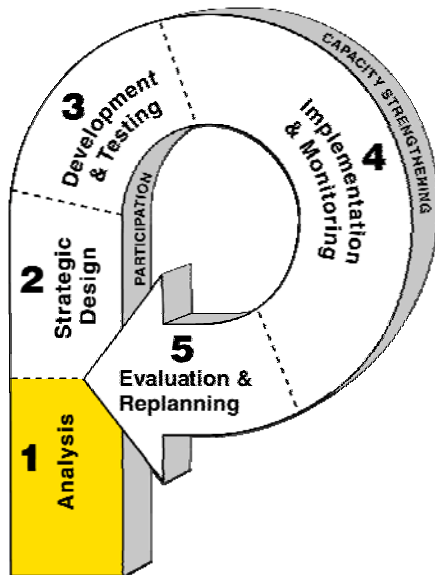 1
Analysis
2
Strategic
Design
3
Development
& Testing
4
Implementation
& Monitoring
5
Evaluation &
Replanning
PARTICIPATION
CAPACITY STRENGTHENING